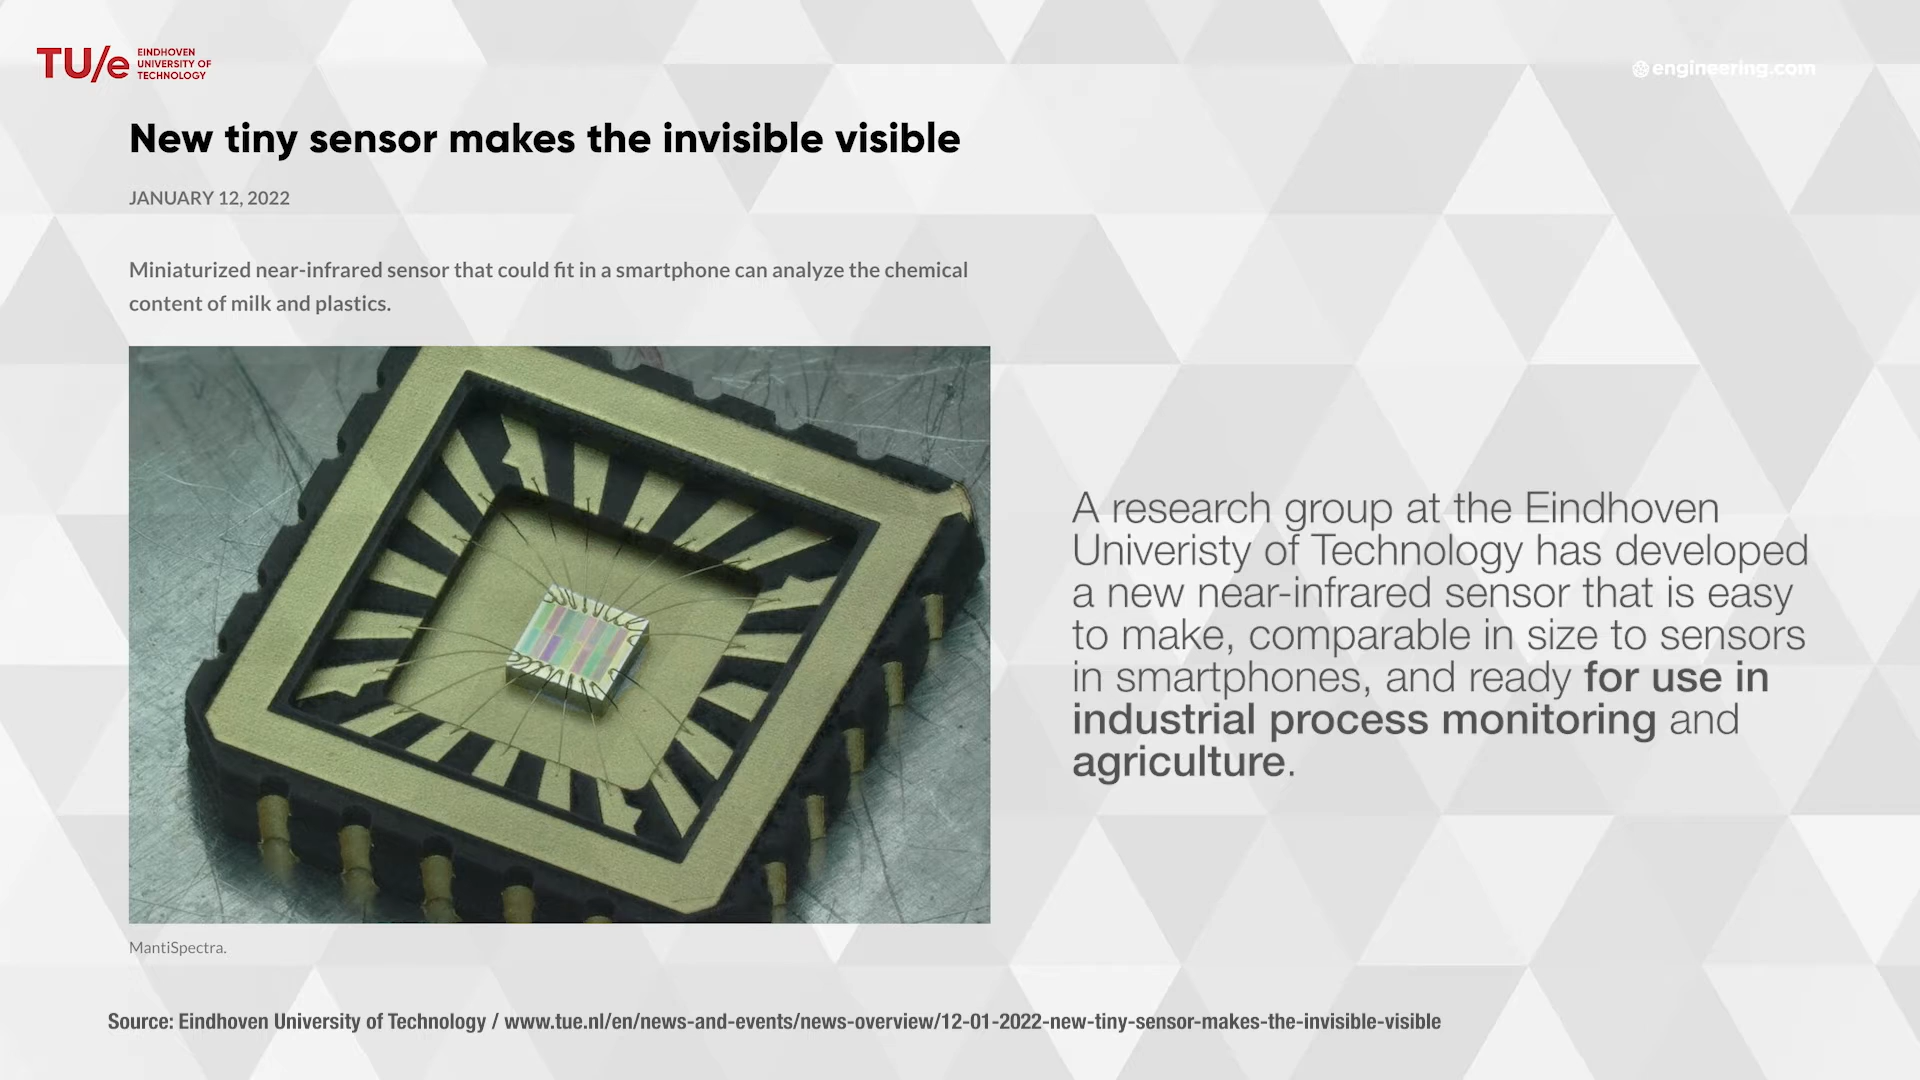 TU/e EINDHOVEN
UNIVERSITY OF
TECHNOLOGY
engineering.com
New tiny sensor makes the invisible visible
JANUARY 12, 2022
Miniaturized near-infrared sensor that could fit in a smartphone can analyze the chemical
content of milk and plastics.
A research group at the Eindhoven
Univeristy of Technology has developed
a new near-infrared sensor that is easy
to make, comparable in size to sensors
in smartphones, and ready for use in
industrial process monitoring and
agriculture.
MantiSpectra.
Source: Eindhoven University of Technology / www.tue.nl/en/news-and-events/news-overview/12-01-2022-new-tiny-sensor-makes-the-invisible-visible